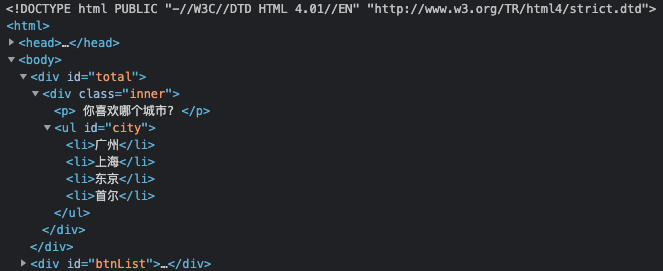 <!DOCTYPE html PUBLIC "-//W3C//DTD HTML 4.01//EN" "http://www.w3.org/TR/html4/strict.dtd">
<html>
<head>…</head>
<body>
<div id="total">
<div class="inner">
<p> 你喜欢哪个城市? </p>
<ul id="city">
<li>广州</li>
<li>上海</li>
<li>东京</li>
<li>首尔</li>
</ul>
</div>
</div>
<div id="btnList">…</div>